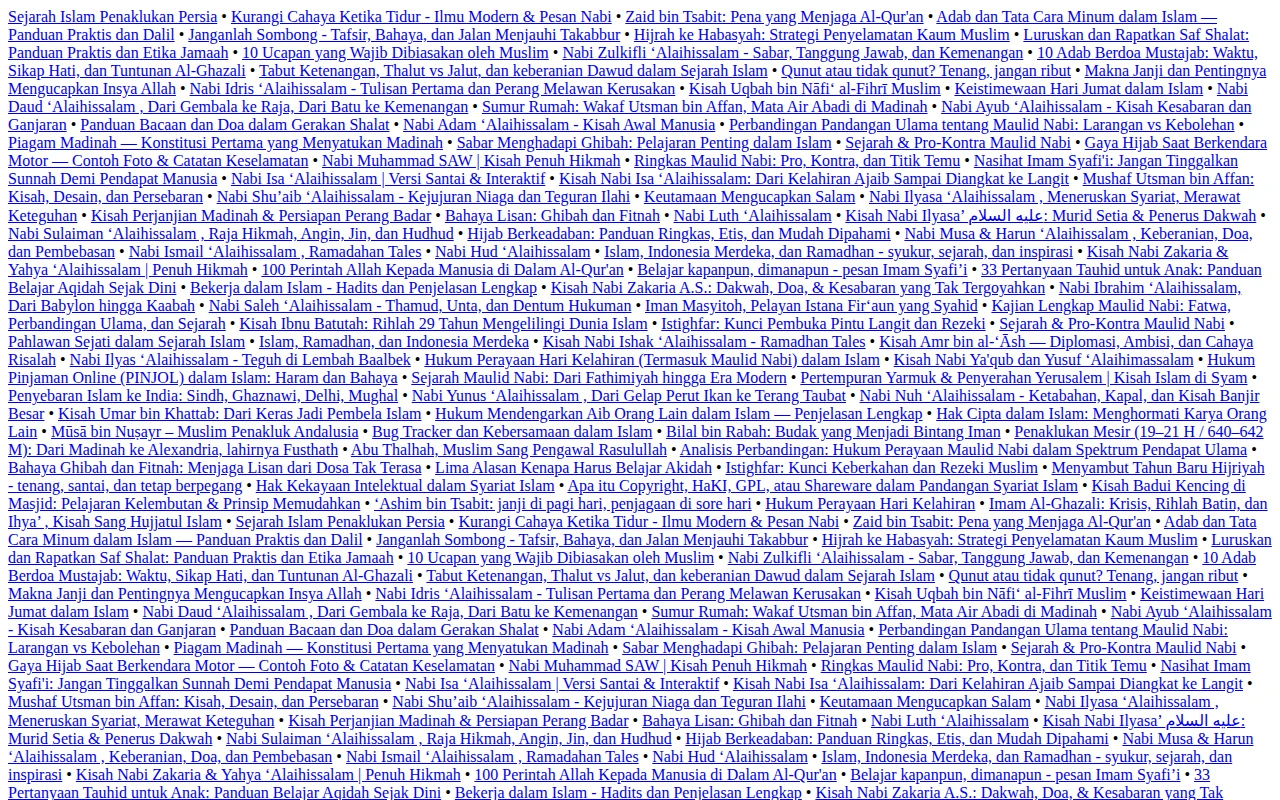 Sejarah Islam Penaklukan Persia • Kurangi Cahaya Ketika Tidur - Ilmu Modern & Pesan Nabi • Zaid bin Tsabit: Pena yang Menjaga Al-Qur'an • Adab dan Tata Cara Minum dalam Islam —
Panduan Praktis dan Dalil • Janganlah Sombong - Tafsir, Bahaya, dan Jalan Menjauhi Takabbur • Hijrah ke Habasyah: Strategi Penyelamatan Kaum Muslim • Luruskan dan Rapatkan Saf Shalat:
Panduan Praktis dan Etika Jamaah • 10 Ucapan yang Wajib Dibiasakan oleh Muslim • Nabi Zulkifli ‘Alaihissalam - Sabar, Tanggung Jawab, dan Kemenangan • 10 Adab Berdoa Mustajab: Waktu,
Sikap Hati, dan Tuntunan Al-Ghazali • Tabut Ketenangan, Thalut vs Jalut, dan keberanian Dawud dalam Sejarah Islam • Qunut atau tidak qunut? Tenang, jangan ribut • Makna Janji dan Pentingnya
Mengucapkan Insya Allah • Nabi Idris ‘Alaihissalam - Tulisan Pertama dan Perang Melawan Kerusakan • Kisah Uqbah bin Nāfi‘ al-Fihrī Muslim • Keistimewaan Hari Jumat dalam Islam • Nabi
Daud ‘Alaihissalam , Dari Gembala ke Raja, Dari Batu ke Kemenangan • Sumur Rumah: Wakaf Utsman bin Affan, Mata Air Abadi di Madinah • Nabi Ayub ‘Alaihissalam - Kisah Kesabaran dan
Ganjaran • Panduan Bacaan dan Doa dalam Gerakan Shalat • Nabi Adam ‘Alaihissalam - Kisah Awal Manusia • Perbandingan Pandangan Ulama tentang Maulid Nabi: Larangan vs Kebolehan •
Piagam Madinah — Konstitusi Pertama yang Menyatukan Madinah • Sabar Menghadapi Ghibah: Pelajaran Penting dalam Islam • Sejarah & Pro-Kontra Maulid Nabi • Gaya Hijab Saat Berkendara
Motor — Contoh Foto & Catatan Keselamatan • Nabi Muhammad SAW | Kisah Penuh Hikmah • Ringkas Maulid Nabi: Pro, Kontra, dan Titik Temu • Nasihat Imam Syafi'i: Jangan Tinggalkan
Sunnah Demi Pendapat Manusia • Nabi Isa ‘Alaihissalam | Versi Santai & Interaktif • Kisah Nabi Isa ‘Alaihissalam: Dari Kelahiran Ajaib Sampai Diangkat ke Langit • Mushaf Utsman bin Affan:
Kisah, Desain, dan Persebaran • Nabi Shu’aib ‘Alaihissalam - Kejujuran Niaga dan Teguran Ilahi • Keutamaan Mengucapkan Salam • Nabi Ilyasa ‘Alaihissalam , Meneruskan Syariat, Merawat
Keteguhan • Kisah Perjanjian Madinah & Persiapan Perang Badar • Bahaya Lisan: Ghibah dan Fitnah • Nabi Luth ‘Alaihissalam • Kisah Nabi Ilyasa’ عليه السلام: Murid Setia & Penerus Dakwah •
Nabi Sulaiman ‘Alaihissalam , Raja Hikmah, Angin, Jin, dan Hudhud • Hijab Berkeadaban: Panduan Ringkas, Etis, dan Mudah Dipahami • Nabi Musa & Harun ‘Alaihissalam , Keberanian, Doa,
dan Pembebasan • Nabi Ismail ‘Alaihissalam , Ramadahan Tales • Nabi Hud ‘Alaihissalam • Islam, Indonesia Merdeka, dan Ramadhan - syukur, sejarah, dan inspirasi • Kisah Nabi Zakaria &
Yahya ‘Alaihissalam | Penuh Hikmah • 100 Perintah Allah Kepada Manusia di Dalam Al-Qur'an • Belajar kapanpun, dimanapun - pesan Imam Syafi’i • 33 Pertanyaan Tauhid untuk Anak: Panduan
Belajar Aqidah Sejak Dini • Bekerja dalam Islam - Hadits dan Penjelasan Lengkap • Kisah Nabi Zakaria A.S.: Dakwah, Doa, & Kesabaran yang Tak Tergoyahkan • Nabi Ibrahim ‘Alaihissalam,
Dari Babylon hingga Kaabah • Nabi Saleh ‘Alaihissalam - Thamud, Unta, dan Dentum Hukuman • Iman Masyitoh, Pelayan Istana Fir‘aun yang Syahid • Kajian Lengkap Maulid Nabi: Fatwa,
Perbandingan Ulama, dan Sejarah • Kisah Ibnu Batutah: Rihlah 29 Tahun Mengelilingi Dunia Islam • Istighfar: Kunci Pembuka Pintu Langit dan Rezeki • Sejarah & Pro-Kontra Maulid Nabi •
Pahlawan Sejati dalam Sejarah Islam • Islam, Ramadhan, dan Indonesia Merdeka • Kisah Nabi Ishak ‘Alaihissalam - Ramadhan Tales • Kisah Amr bin al-‘Āsh — Diplomasi, Ambisi, dan Cahaya
Risalah • Nabi Ilyas ‘Alaihissalam - Teguh di Lembah Baalbek • Hukum Perayaan Hari Kelahiran (Termasuk Maulid Nabi) dalam Islam • Kisah Nabi Ya'qub dan Yusuf ‘Alaihimassalam • Hukum
Pinjaman Online (PINJOL) dalam Islam: Haram dan Bahaya • Sejarah Maulid Nabi: Dari Fathimiyah hingga Era Modern • Pertempuran Yarmuk & Penyerahan Yerusalem | Kisah Islam di Syam •
Penyebaran Islam ke India: Sindh, Ghaznawi, Delhi, Mughal • Nabi Yunus ‘Alaihissalam , Dari Gelap Perut Ikan ke Terang Taubat • Nabi Nuh ‘Alaihissalam - Ketabahan, Kapal, dan Kisah Banjir
Besar • Kisah Umar bin Khattab: Dari Keras Jadi Pembela Islam • Hukum Mendengarkan Aib Orang Lain dalam Islam — Penjelasan Lengkap • Hak Cipta dalam Islam: Menghormati Karya Orang
Lain • Mūsā bin Nuṣayr – Muslim Penakluk Andalusia • Bug Tracker dan Kebersamaan dalam Islam • Bilal bin Rabah: Budak yang Menjadi Bintang Iman • Penaklukan Mesir (19–21 H / 640–642
M): Dari Madinah ke Alexandria, lahirnya Fusthath • Abu Thalhah, Muslim Sang Pengawal Rasulullah • Analisis Perbandingan: Hukum Perayaan Maulid Nabi dalam Spektrum Pendapat Ulama •
Bahaya Ghibah dan Fitnah: Menjaga Lisan dari Dosa Tak Terasa • Lima Alasan Kenapa Harus Belajar Akidah • Istighfar: Kunci Keberkahan dan Rezeki Muslim • Menyambut Tahun Baru Hijriyah
- tenang, santai, dan tetap berpegang • Hak Kekayaan Intelektual dalam Syariat Islam • Apa itu Copyright, HaKI, GPL, atau Shareware dalam Pandangan Syariat Islam • Kisah Badui Kencing di
Masjid: Pelajaran Kelembutan & Prinsip Memudahkan • ‘Ashim bin Tsabit: janji di pagi hari, penjagaan di sore hari • Hukum Perayaan Hari Kelahiran • Imam Al-Ghazali: Krisis, Rihlah Batin, dan
Ihya’ , Kisah Sang Hujjatul Islam • Sejarah Islam Penaklukan Persia • Kurangi Cahaya Ketika Tidur - Ilmu Modern & Pesan Nabi • Zaid bin Tsabit: Pena yang Menjaga Al-Qur'an • Adab dan Tata
Cara Minum dalam Islam — Panduan Praktis dan Dalil • Janganlah Sombong - Tafsir, Bahaya, dan Jalan Menjauhi Takabbur • Hijrah ke Habasyah: Strategi Penyelamatan Kaum Muslim • Luruskan
dan Rapatkan Saf Shalat: Panduan Praktis dan Etika Jamaah • 10 Ucapan yang Wajib Dibiasakan oleh Muslim • Nabi Zulkifli ‘Alaihissalam - Sabar, Tanggung Jawab, dan Kemenangan • 10 Adab
Berdoa Mustajab: Waktu, Sikap Hati, dan Tuntunan Al-Ghazali • Tabut Ketenangan, Thalut vs Jalut, dan keberanian Dawud dalam Sejarah Islam • Qunut atau tidak qunut? Tenang, jangan ribut •
Makna Janji dan Pentingnya Mengucapkan Insya Allah • Nabi Idris ‘Alaihissalam - Tulisan Pertama dan Perang Melawan Kerusakan • Kisah Uqbah bin Nāfi‘ al-Fihrī Muslim • Keistimewaan Hari
Jumat dalam Islam • Nabi Daud ‘Alaihissalam , Dari Gembala ke Raja, Dari Batu ke Kemenangan • Sumur Rumah: Wakaf Utsman bin Affan, Mata Air Abadi di Madinah • Nabi Ayub ‘Alaihissalam
- Kisah Kesabaran dan Ganjaran • Panduan Bacaan dan Doa dalam Gerakan Shalat • Nabi Adam ‘Alaihissalam - Kisah Awal Manusia • Perbandingan Pandangan Ulama tentang Maulid Nabi:
Larangan vs Kebolehan • Piagam Madinah — Konstitusi Pertama yang Menyatukan Madinah • Sabar Menghadapi Ghibah: Pelajaran Penting dalam Islam • Sejarah & Pro-Kontra Maulid Nabi •
Gaya Hijab Saat Berkendara Motor — Contoh Foto & Catatan Keselamatan • Nabi Muhammad SAW | Kisah Penuh Hikmah • Ringkas Maulid Nabi: Pro, Kontra, dan Titik Temu • Nasihat Imam
Syafi'i: Jangan Tinggalkan Sunnah Demi Pendapat Manusia • Nabi Isa ‘Alaihissalam | Versi Santai & Interaktif • Kisah Nabi Isa ‘Alaihissalam: Dari Kelahiran Ajaib Sampai Diangkat ke Langit •
Mushaf Utsman bin Affan: Kisah, Desain, dan Persebaran • Nabi Shu’aib ‘Alaihissalam - Kejujuran Niaga dan Teguran Ilahi • Keutamaan Mengucapkan Salam • Nabi Ilyasa ‘Alaihissalam ,
Meneruskan Syariat, Merawat Keteguhan • Kisah Perjanjian Madinah & Persiapan Perang Badar • Bahaya Lisan: Ghibah dan Fitnah • Nabi Luth ‘Alaihissalam • Kisah Nabi Ilyasa’ عليه السلام:
Murid Setia & Penerus Dakwah • Nabi Sulaiman ‘Alaihissalam , Raja Hikmah, Angin, Jin, dan Hudhud • Hijab Berkeadaban: Panduan Ringkas, Etis, dan Mudah Dipahami • Nabi Musa & Harun
‘Alaihissalam , Keberanian, Doa, dan Pembebasan • Nabi Ismail ‘Alaihissalam , Ramadahan Tales • Nabi Hud ‘Alaihissalam • Islam, Indonesia Merdeka, dan Ramadhan - syukur, sejarah, dan
inspirasi • Kisah Nabi Zakaria & Yahya ‘Alaihissalam | Penuh Hikmah • 100 Perintah Allah Kepada Manusia di Dalam Al-Qur'an • Belajar kapanpun, dimanapun - pesan Imam Syafi’i • 33
Pertanyaan Tauhid untuk Anak: Panduan Belajar Aqidah Sejak Dini • Bekerja dalam Islam - Hadits dan Penjelasan Lengkap • Kisah Nabi Zakaria A.S.: Dakwah, Doa, & Kesabaran yang Tak